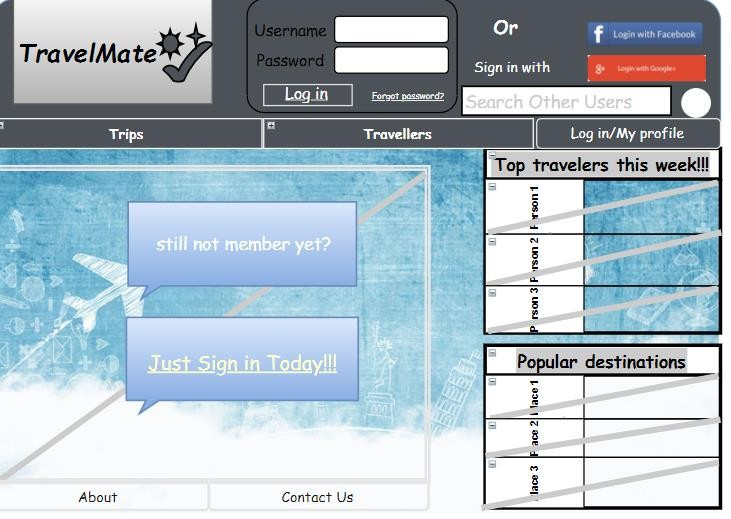 TravelMate
Username
Password
Log in
Forgot password?
Or
Sign in with
f Login with Facebook
g+ Login with Google+
Search Other Users
Trips
Travellers
Log in/My profile
still not member yet?
Just Sign in Today!!!
Top travelers this week!!!
Person 1
Person 2
Person 3
Popular destinations
Place 1
Place 2
Place 3
About
Contact Us